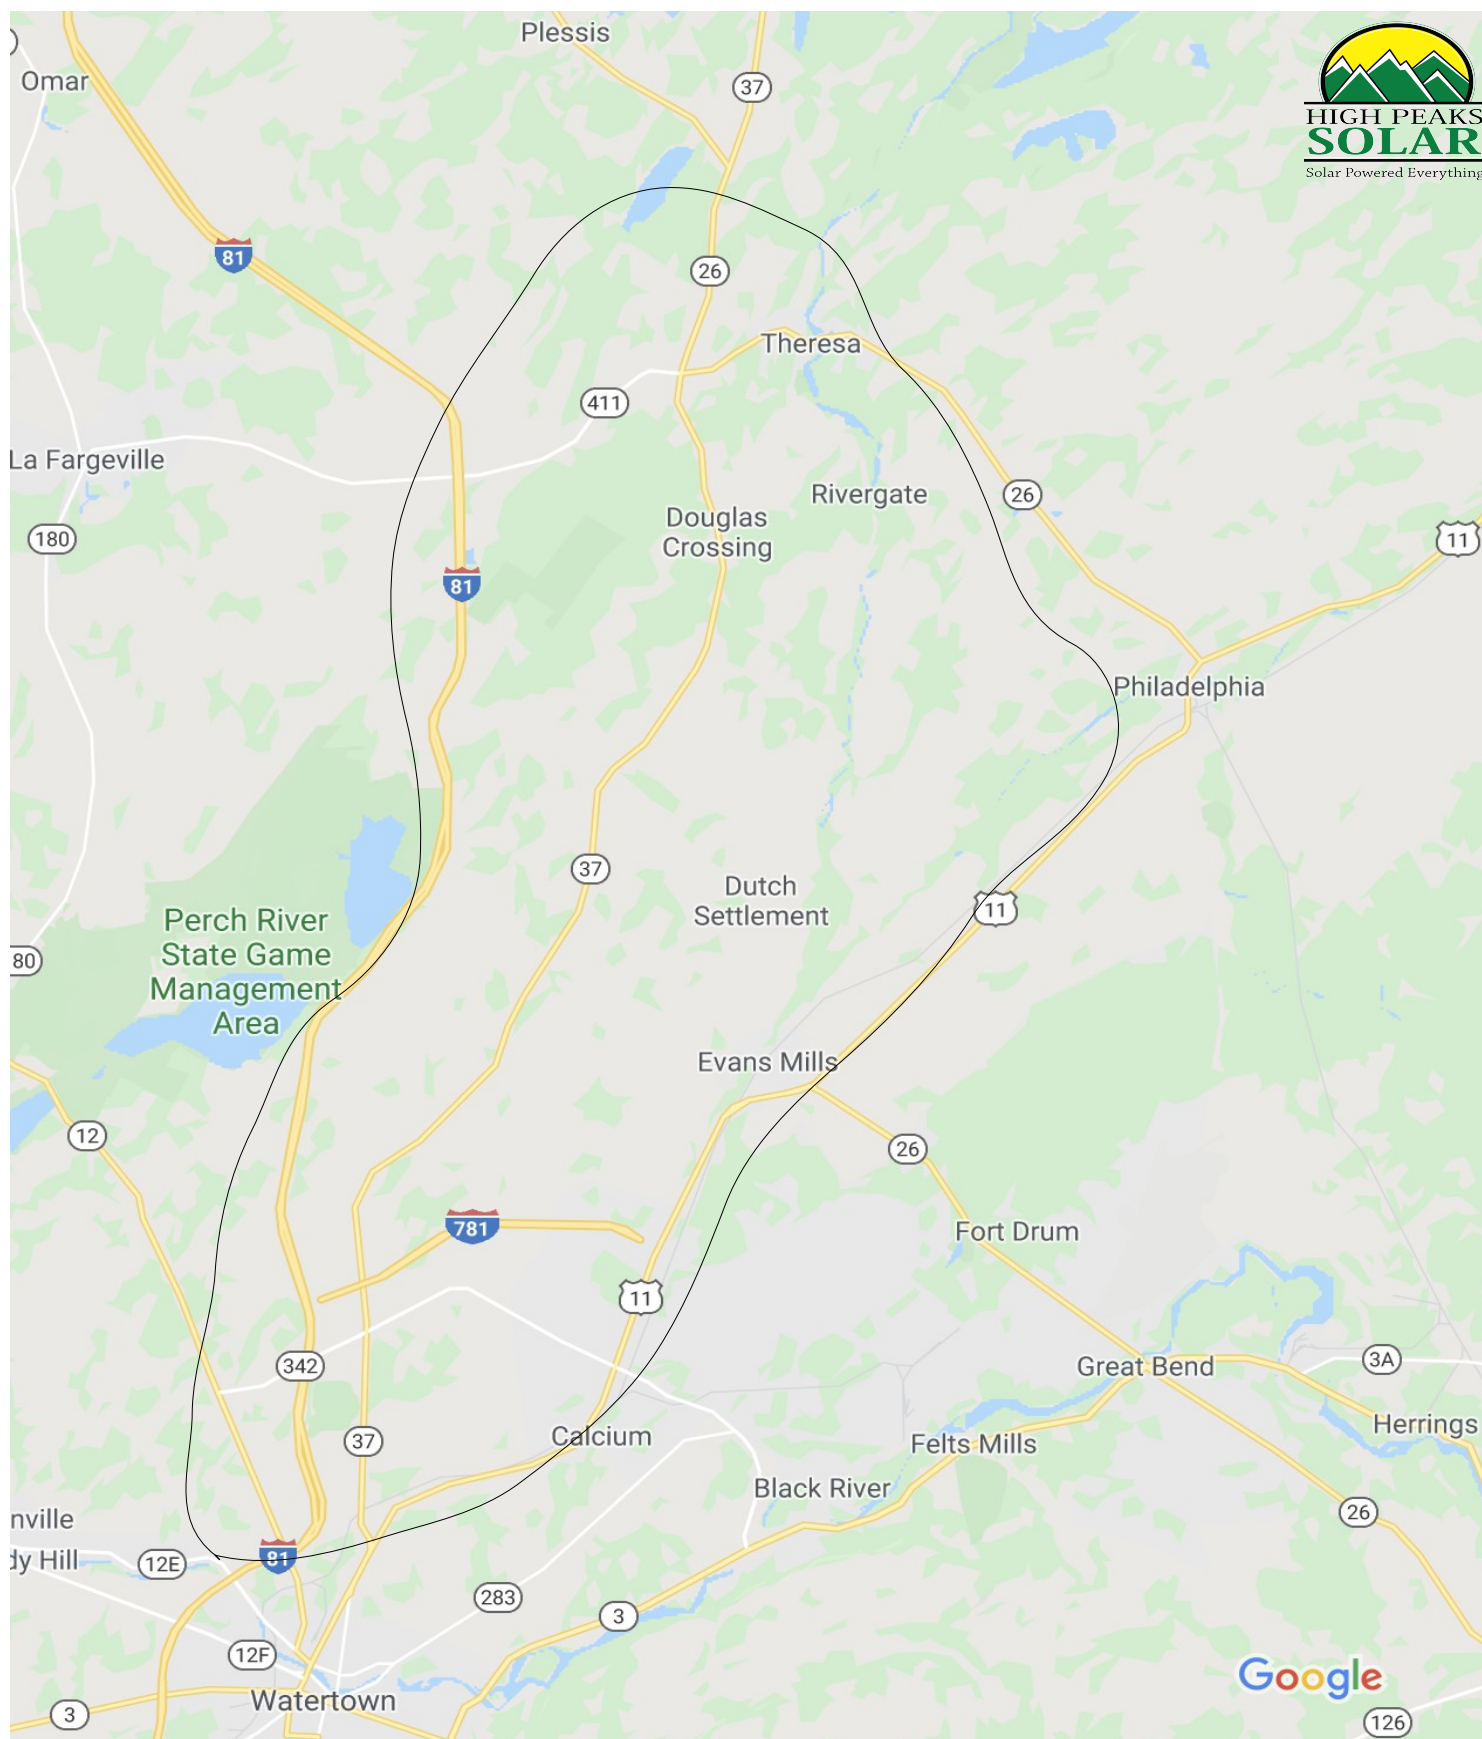 Plessis
HIGH PEAKS
SOLAR
Solar Powered Everything
Omar
37
81
26
Theresa
411
La Fargeville
Rivergate
26
Douglas
Crossing
180
11
81
Philadelphia
37
Dutch
Settlement
11
Perch River
State Game
Management
Area
80
Evans Mills
12
26
781
Fort Drum
11
342
Great Bend
3A
Herrings
37
Calcium
Felts Mills
Black River
26
nville
dy Hill
12E
81
283
3
12F
Google
Watertown
3
126